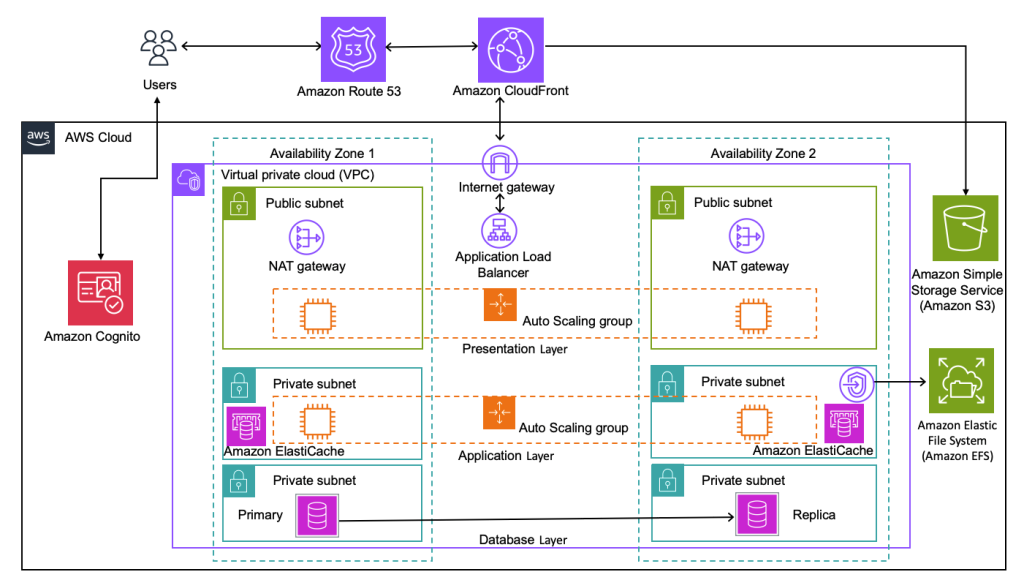 53
Users
Amazon Route 53
Amazon CloudFront
aws
AWS Cloud
Availability Zone 1
Availability Zone 2
Virtual private cloud (VPC)
Internet gateway
Public subnet
Public subnet
NAT gateway
Application Load
Balancer
NAT gateway
Amazon Simple
Storage Service
(Amazon S3)
Auto Scaling group
Amazon Cognito
Presentation Layer
Private subnet
Private subnet
Auto Scaling group
Amazon Elastic
File System
(Amazon EFS)
Amazon ElastiCache
Amazon ElastiCache
Application Layer
Private subnet
Private subnet
Primary
Replica
Database Layer